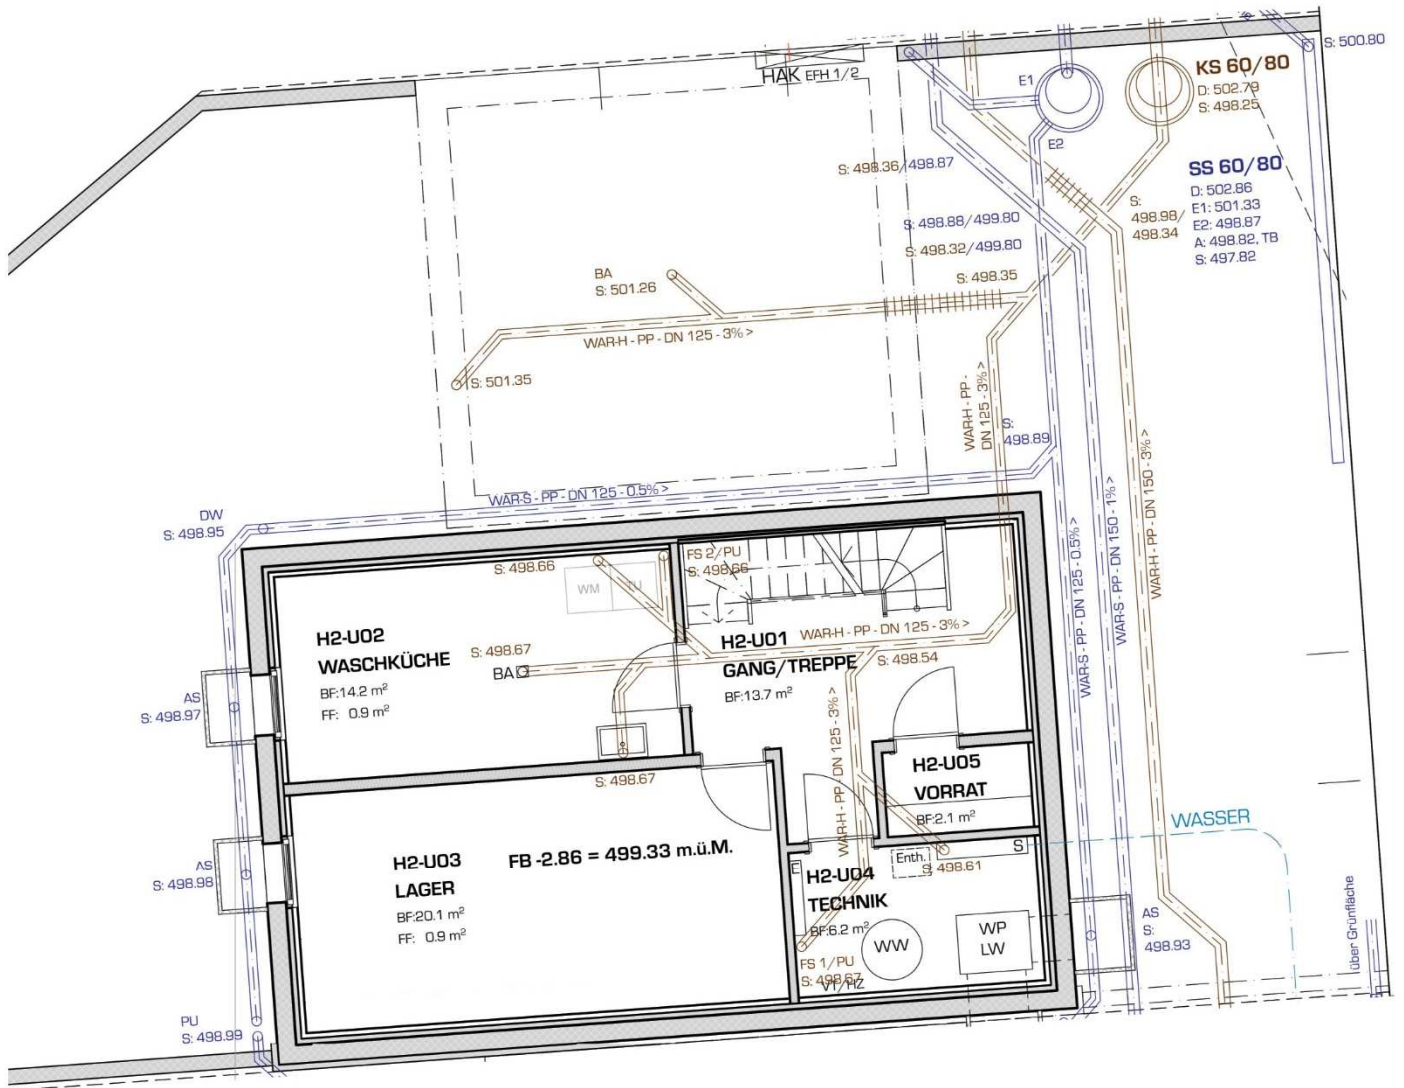 S: 500.80
HAK EFH 1/2
E1
KS 60/80
D: 502.79
S: 498.25
E2
S: 498.36/498.87
SS 60/80
D: 502.86
E1: 501.33
E2: 498.87
A: 498.82, TB
S: 497.82
S:
498.98/
498.34
S: 498.88/499.80
S: 498.32/499.80
BA
S: 501.26
S: 498.35
WAR-H - PP - DN 125 - 3% >
S: 501.35
WAR-H - PP -
DN 125 - 3% >
S:
498.89
WAR-S - PP - DN 125 - 0.5% >
WAR-H - PP - DN 150 - 3% >
WAR-S - PP - DN 150 - 1% >
WAR-S - PP - DN 125 - 0.5% >
DW
S: 498.95
S: 498.66
WM
TU
FS 2/PU
S: 498.66
H2-U02
WASCHKÜCHE
BF:14.2 m²
FF: 0.9 m²
S: 498.67
BA
H2-U01
GANG/TREPPE
BF:13.7 m²
WAR-H - PP - DN 125 - 3% >
S: 498.54
AS
S: 498.97
S: 498.67
WAR-H - PP - DN 125 - 3% >
H2-U05
VORRAT
BF:2.1 m²
WASSER
H2-U03
LAGER
BF:20.1 m²
FF: 0.9 m²
FB -2.86 = 499.33 m.ü.M.
AS
S: 498.98
E
Enth.
S
S: 498.61
H2-U04
TECHNIK
BF:6.2 m²
WW
WP
LW
FS 1/PU
S: 498.67
VT/HZ
AS
S:
498.93
über Grünfläche
PU
S: 498.99